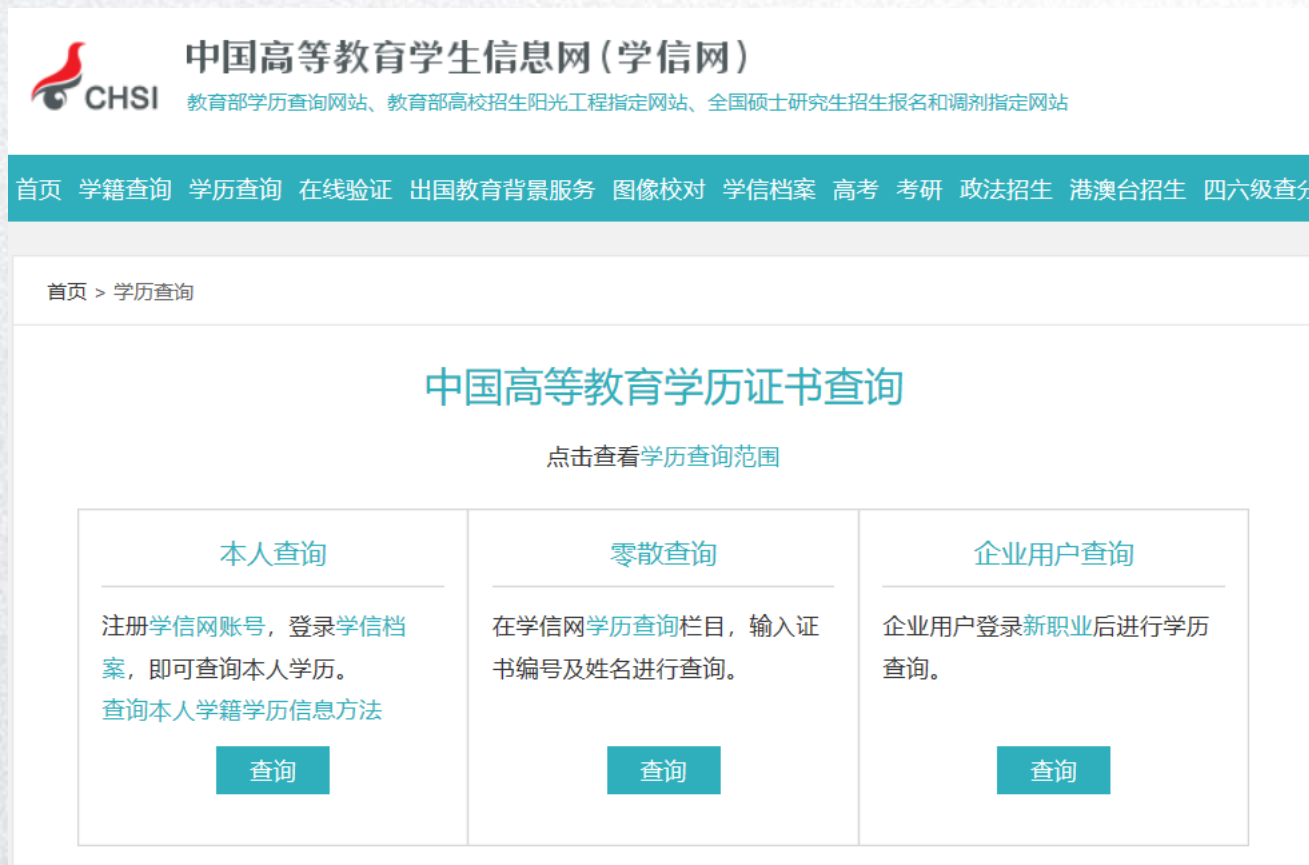 中国高等教育学生信息网(学信网)
CHSI
教育部学历查询网站、教育部高校招生阳光工程指定网站、全国硕士研究生招生报名和调剂指定网站
首页 学籍查询 学历查询 在线验证 出国教育背景服务 图像校对 学信档案 高考 考研 政法招生 港澳台招生 四六级查分
首页 > 学历查询
中国高等教育学历证书查询
点击查看学历查询范围
本人查询
注册学信网账号，登录学信档
案，即可查询本人学历。
查询本人学籍学历信息方法
查询
零散查询
在学信网学历查询栏目，输入证
书编号及姓名进行查询。
查询
企业用户查询
企业用户登录新职业后进行学历
查询。
查询